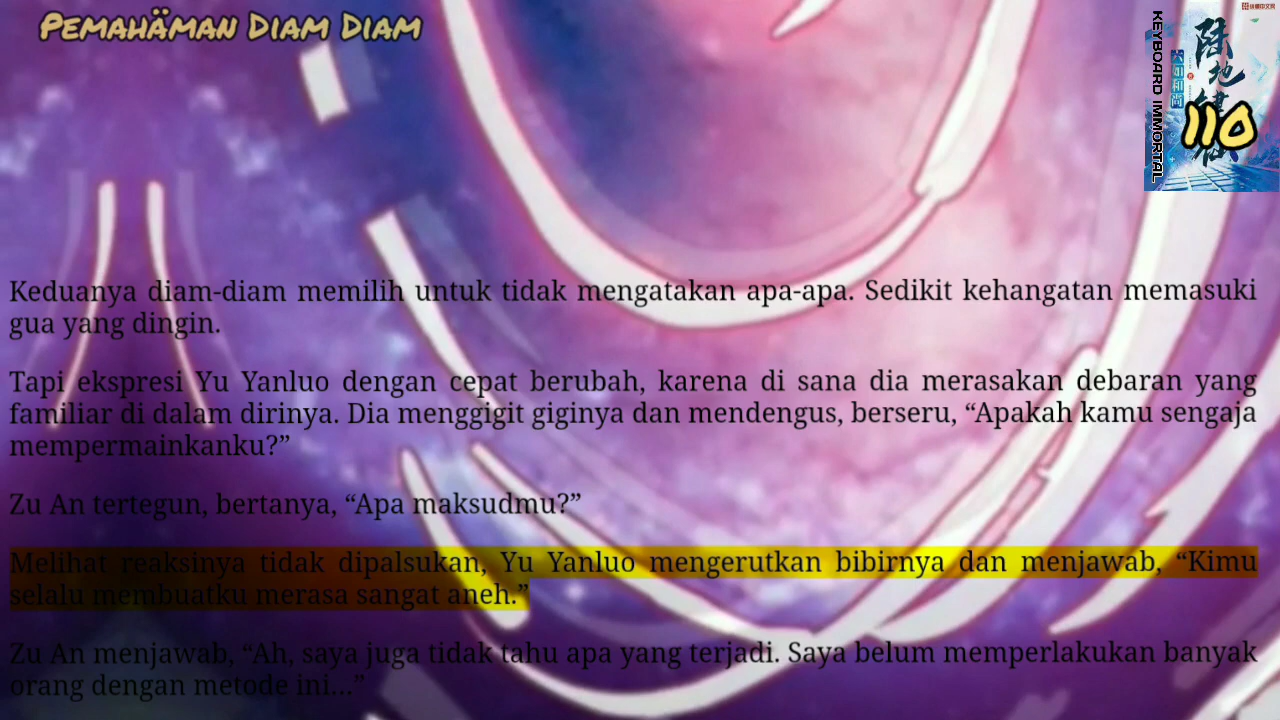 Pemahäman Diam Diam
KEYBOARD IMMORTAL
110
Keduanya diam-diam memilih untuk tidak mengatakan apa-apa. Sedikit kehangatan memasuki
gua yang dingin.
Tapi ekspresi Yu Yanluo dengan cepat berubah, karena di sana dia merasakan debaran yang
familiar di dalam dirinya. Dia menggigit giginya dan mendengus, berseru, “Apakah kamu sengaja
mempermainkanku?”
Zu An tertegun, bertanya, “Apa maksudmu?”
Melihat reaksinya tidak dipalsukan, Yu Yanluo mengerutkan bibirnya dan menjawab, “Kimu
selalu membuatku merasa sangat aneh.”
Zu An menjawab, “Ah, saya juga tidak tahu apa yang terjadi. Saya belum memperlakukan banyak
orang dengan metode ini...”